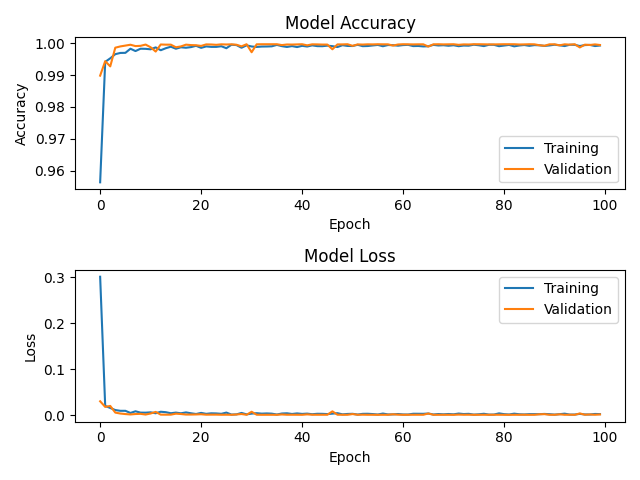 Model Accuracy
1.00
0.99
0.98
0.97
0.96
Accuracy
Training
Validation
0 20 40 60 80 100
Epoch
Model Loss
0.3
0.2
0.1
0.0
Loss
Training
Validation
0 20 40 60 80 100
Epoch